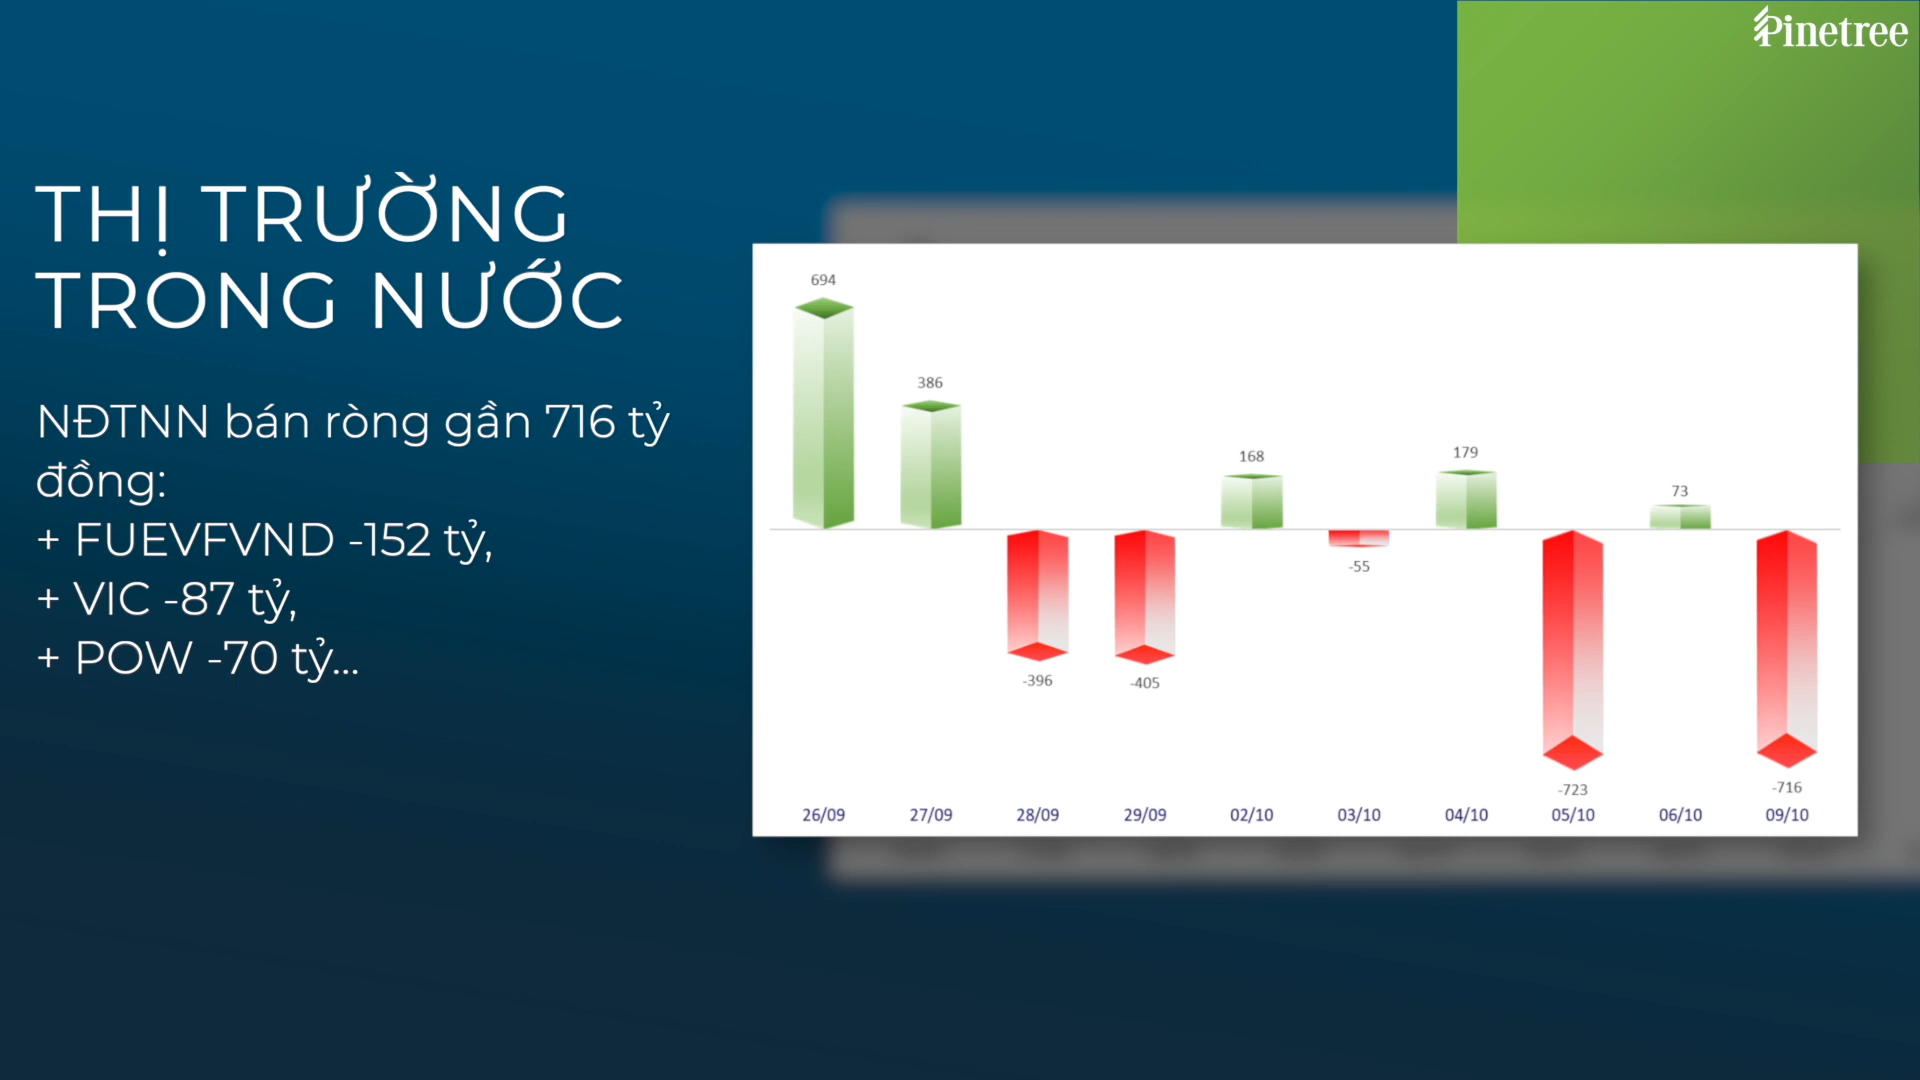 Pinetree
THỊ TRƯỜNG
TRONG NƯỚC
NĐTNN bán ròng gần 716 tỷ
đồng:
+ FUEVFVND -152 tỷ,
+ VIC -87 tỷ,
+ POW -70 tỷ...
694
386
168
179
73
-55
-396
-405
-723
-716
26/09 27/09 28/09 29/09 02/10 03/10 04/10 05/10 06/10 09/10